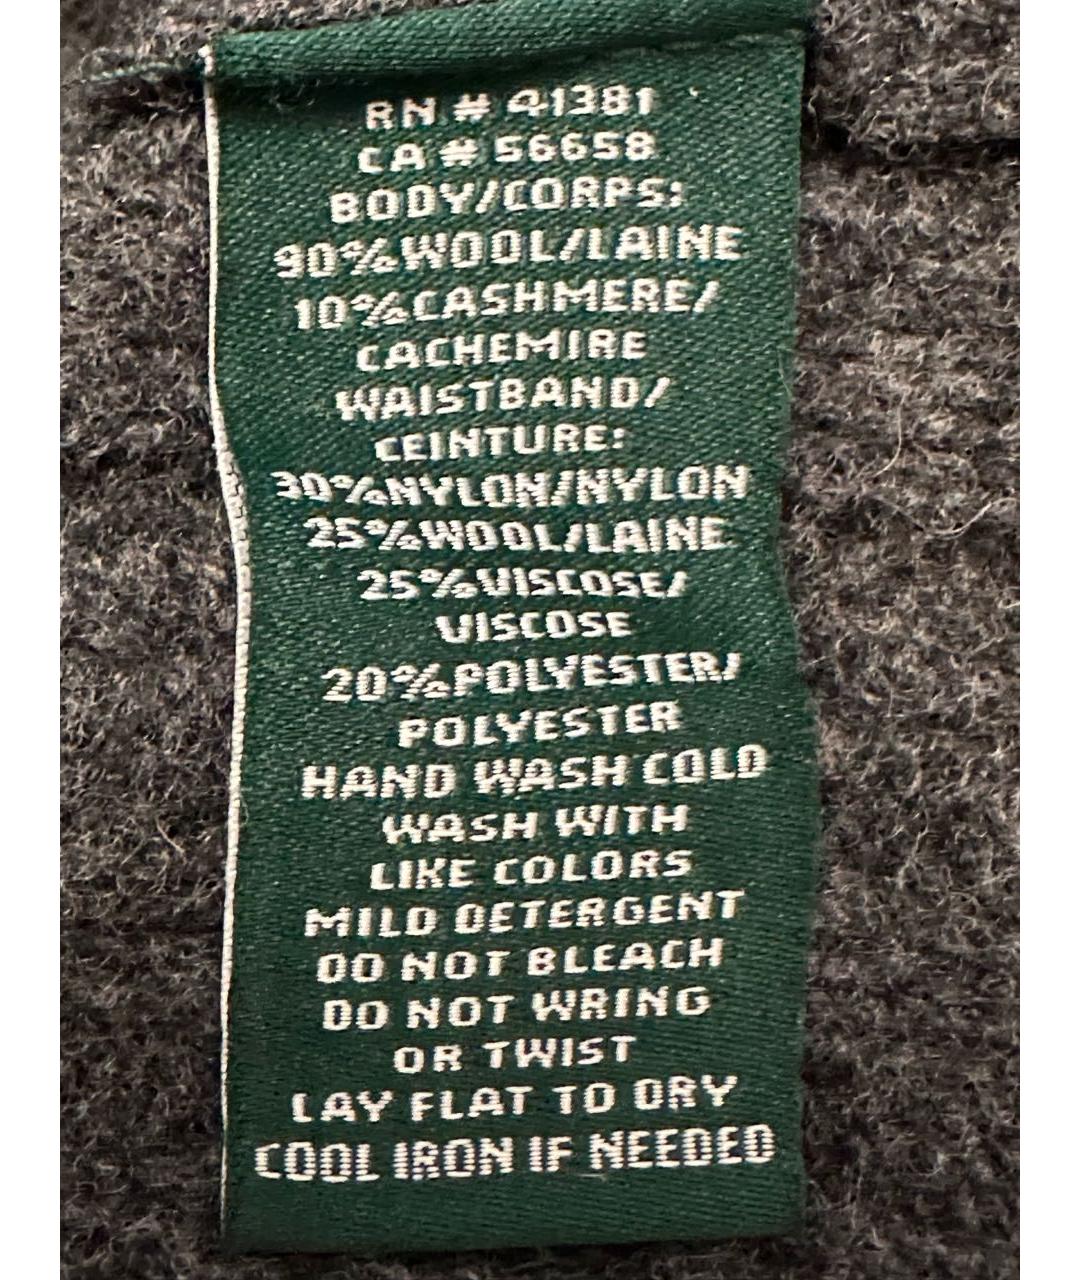 RN # 41381
CA # 56658
BODY/CORPS:
90%WOOL/LAINE
10%CASHMERE/
CACHEMIRE
WAISTBAND/
CEINTURE:
30%NYLON/NYLON
25%WOOL/LAINE
25%VISCOSE/
VISCOSE
20%POLYESTER/
POLYESTER
HAND WASH COLD
WASH WITH
LIKE COLORS
MILD DETERGENT
DO NOT BLEACH
DO NOT WRING
OR TWIST
LAY FLAT TO DRY
COOL IRON IF NEEDED